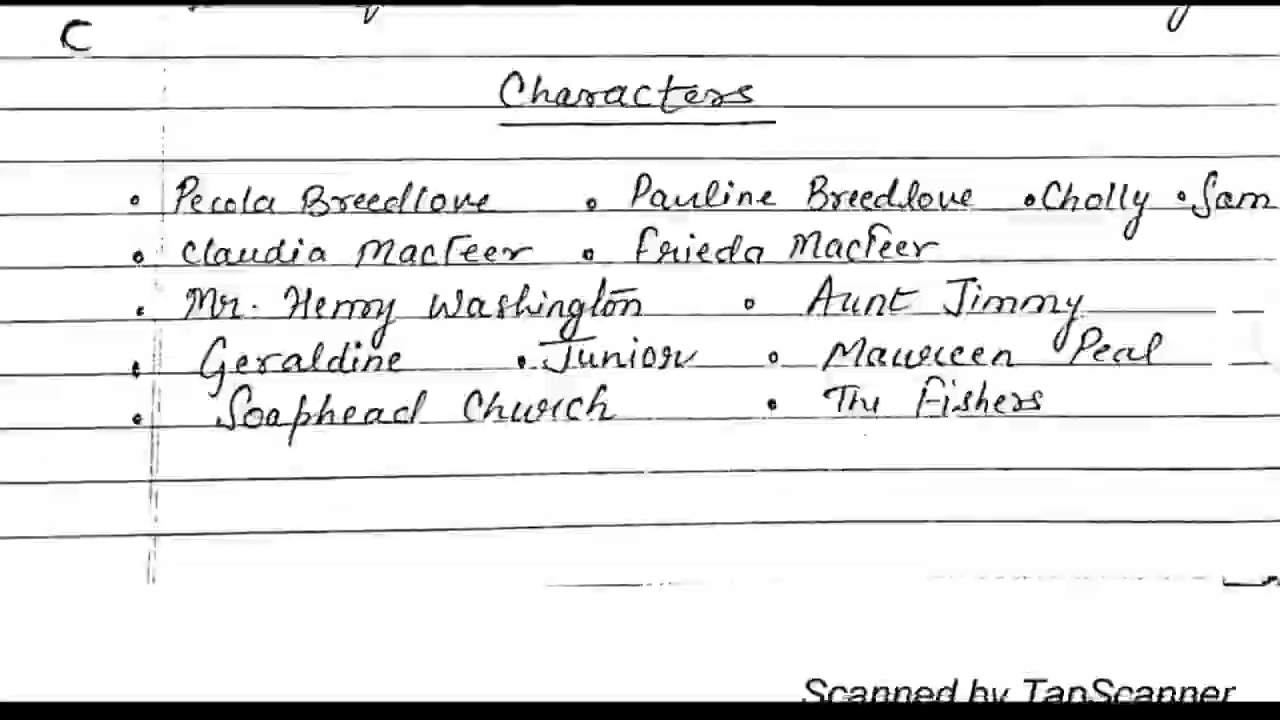 C
Characters
• Pecola Breedlove • Pauline Breedlove • Cholly • Sam
• Claudia MacTeer • Frieda MacTeer
• Mr. Henry Washington • Aunt Jimmy
• Geraldine • Junior • Maureen Peal
• Soaphead Church • The Fishers
Scanned by TapScanner